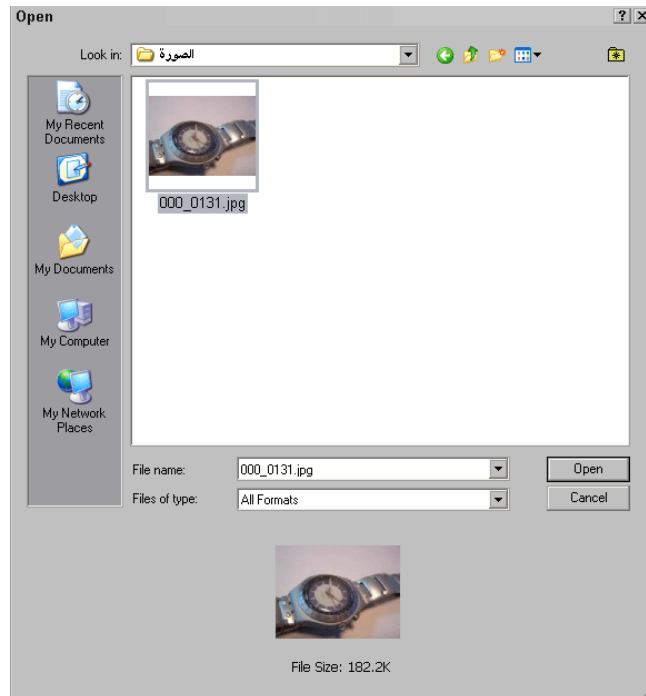 Open
Look in:
الصورة
My Recent
Documents
Desktop
My Documents
My Computer
My Network
Places
000_0131.jpg
File name:
000_0131.jpg
Open
Files of type:
All Formats
Cancel
File Size: 182.2K